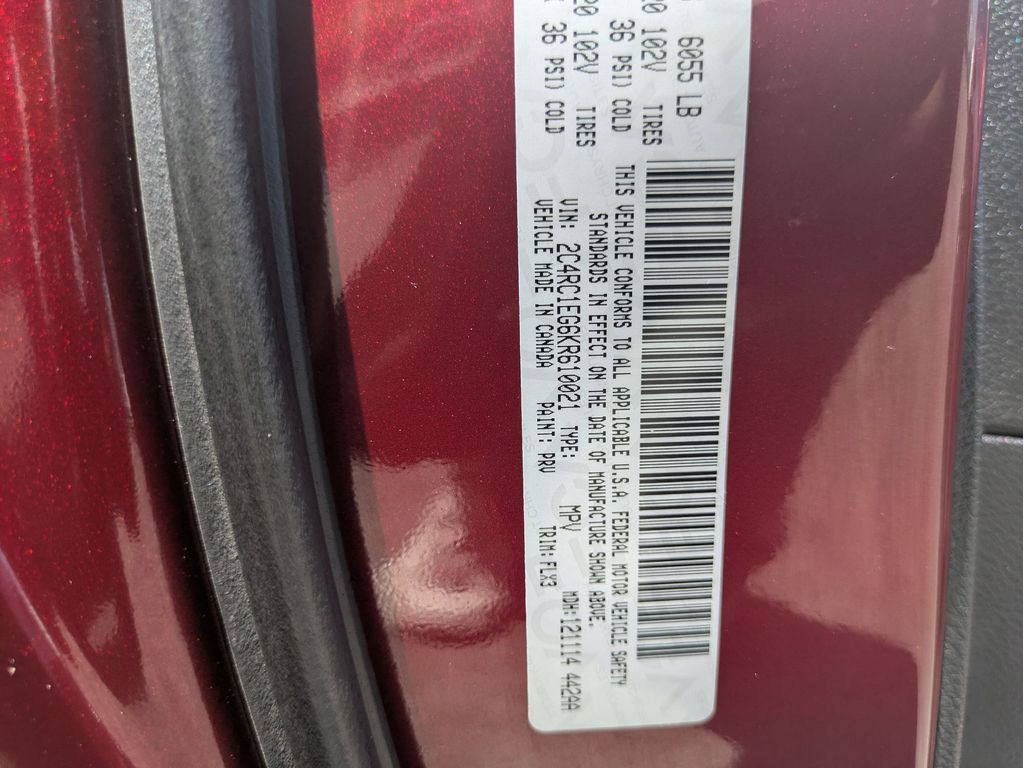 6055 LB
20 102V TIRES
36 PSI) COLD
20 102V TIRES
36 PSI) COLD
THIS VEHICLE CONFORMS TO ALL APPLICABLE U.S.A. FEDERAL MOTOR VEHICLE SAFETY
STANDARDS IN EFFECT ON THE DATE OF MANUFACTURE SHOWN ABOVE.
VIN: 2C4RC1EG6KR610021 TYPE: MPV MDH:121114 442AA
VEHICLE MADE IN CANADA PAINT: PRV TRIM:FLX3